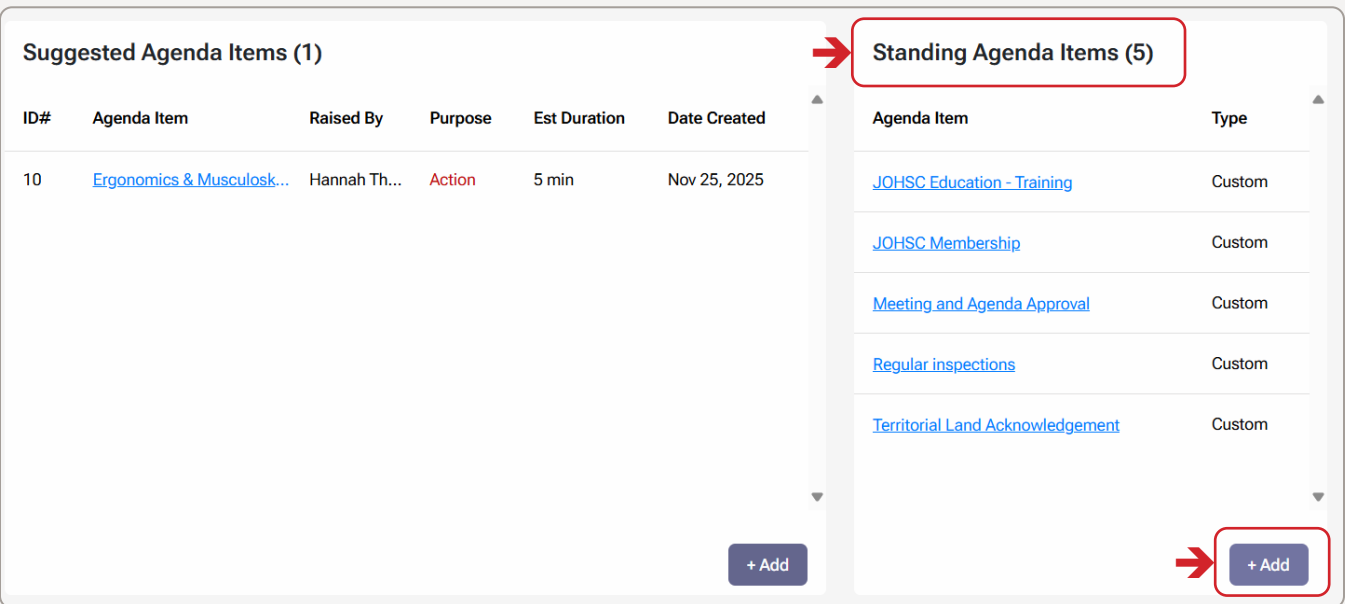 Suggested Agenda Items (1)
ID# Agenda Item Raised By Purpose Est Duration Date Created
10 Ergonomics & Musculosk... Hannah Th... Action 5 min Nov 25, 2025
+ Add
Standing Agenda Items (5)
Agenda Item Type
JOHSC Education - Training Custom
JOHSC Membership Custom
Meeting and Agenda Approval Custom
Regular inspections Custom
Territorial Land Acknowledgement Custom
+ Add